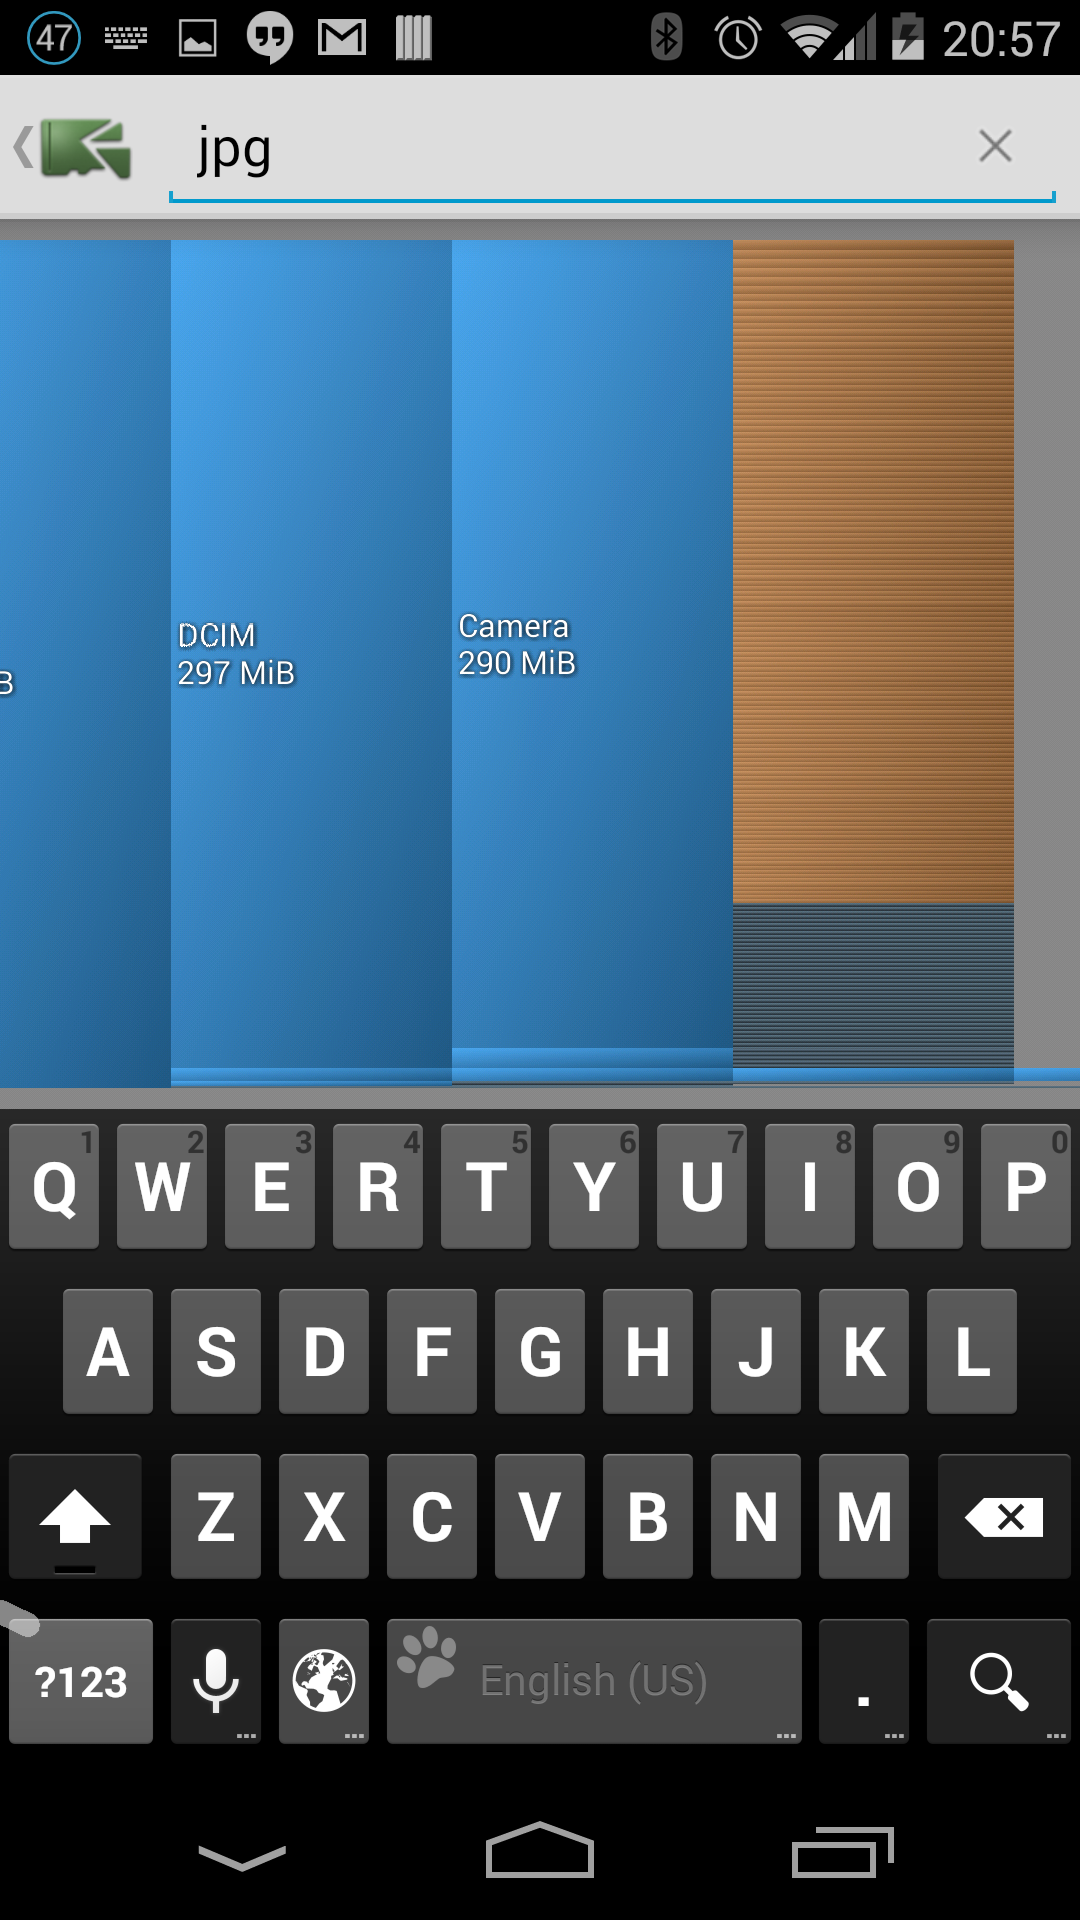 47
20:57
jpg
DCIM
297 MiB
Camera
290 MiB
B
1 2 3 4 5 6 7 8 9 0
Q W E R T Y U I O P
A S D F G H J K L
Z X C V B N M
?123 English (US) .